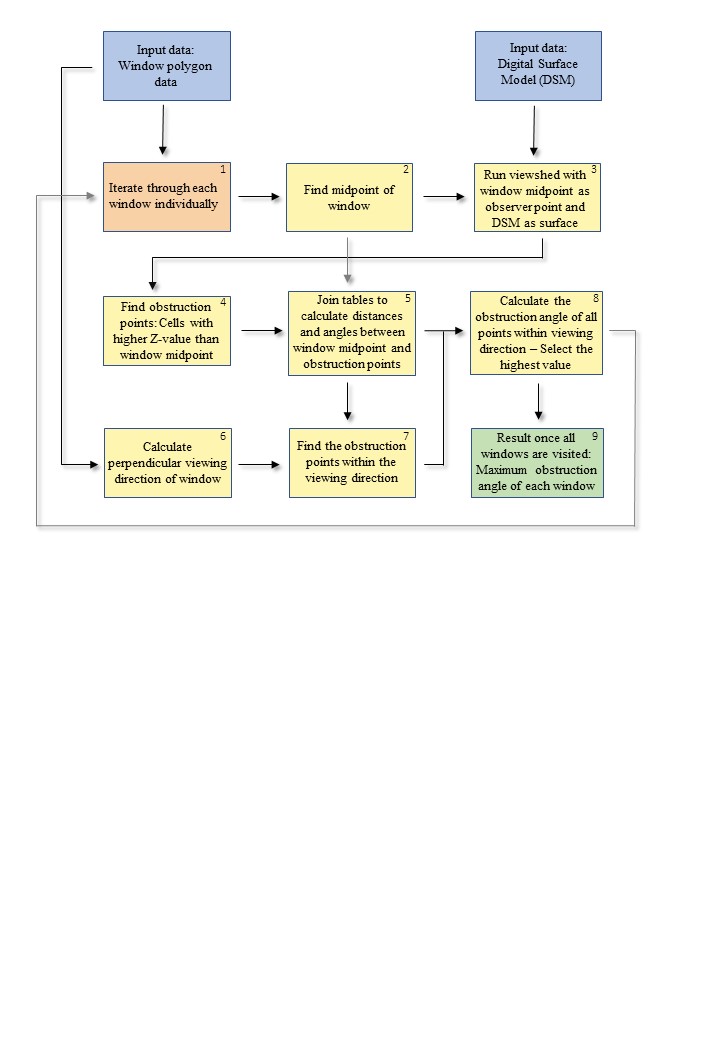 Input data:
Window polygon
data
Input data:
Digital Surface
Model (DSM)
1
Iterate through each
window individually
2
Find midpoint of
window
3
Run viewshed with
window midpoint as
observer point and
DSM as surface
4
Find obstruction
points: Cells with
higher Z-value than
window midpoint
5
Join tables to
calculate distances
and angles between
window midpoint and
obstruction points
8
Calculate the
obstruction angle of all
points within viewing
direction – Select the
highest value
6
Calculate
perpendicular viewing
direction of window
7
Find the obstruction
points within the
viewing direction
9
Result once all
windows are visited:
Maximum obstruction
angle of each window